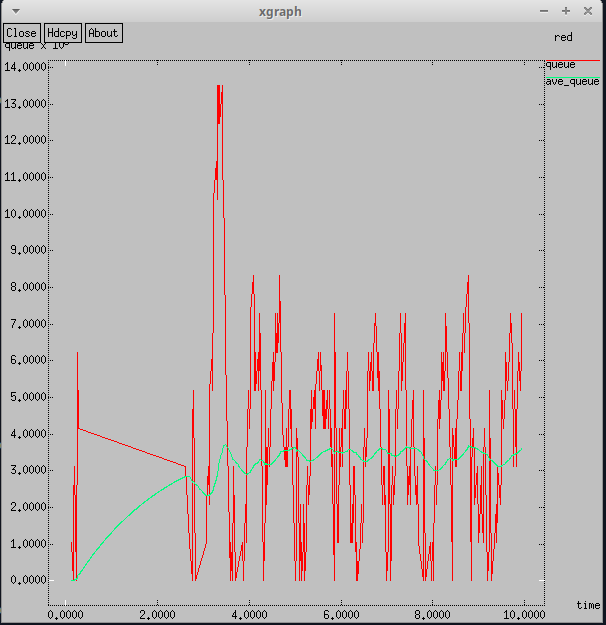 xgraph
Close Hdcpy About
queue x 10³
red
queue
ave_queue
14.0000
13.0000
12.0000
11.0000
10.0000
9.0000
8.0000
7.0000
6.0000
5.0000
4.0000
3.0000
2.0000
1.0000
0.0000
time
0.0000 2.0000 4.0000 6.0000 8.0000 10.0000